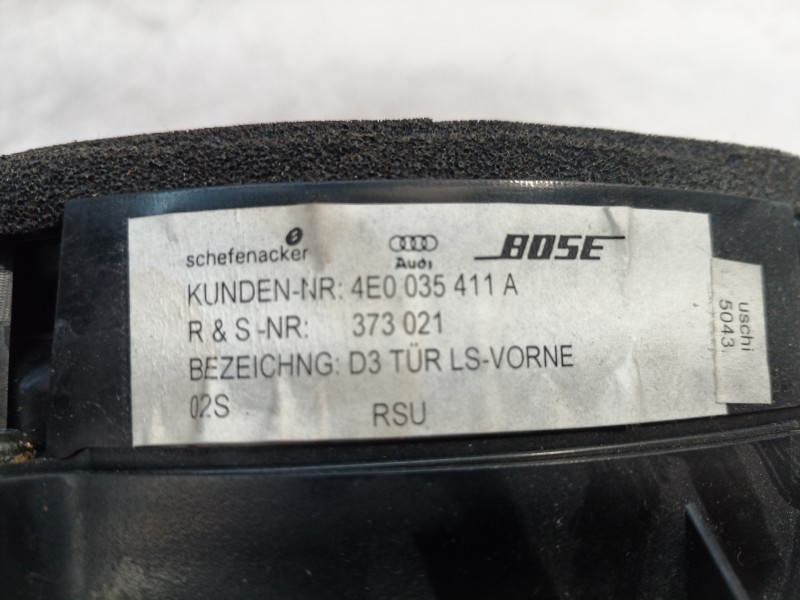 schefenacker
Audi
BOSE
KUNDEN-NR: 4E0 035 411 A
R & S-NR: 373 021
BEZEICHNG: D3 TÜR LS-VORNE
02S RSU
uschi
5043